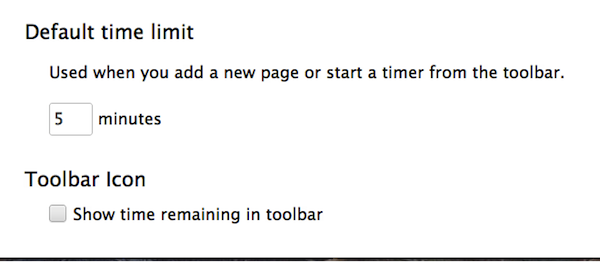 Default time limit
Used when you add a new page or start a timer from the toolbar.
5 minutes
Toolbar Icon
Show time remaining in toolbar